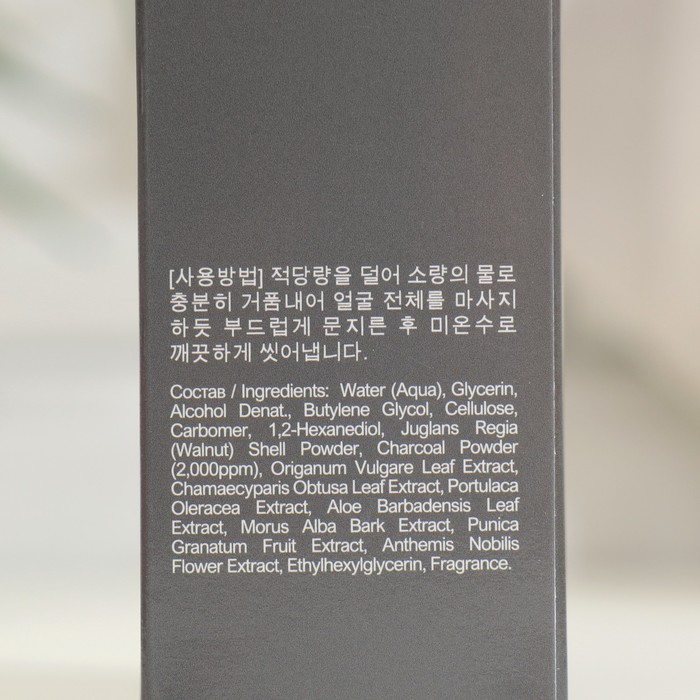 [사용방법] 적당량을 덜어 소량의 물로
충분히 거품내어 얼굴 전체를 마사지
하듯 부드럽게 문지른 후 미온수로
깨끗하게 씻어냅니다.
Состав / Ingredients: Water (Aqua), Glycerin,
Alcohol Denat., Butylene Glycol, Cellulose,
Carbomer, 1,2-Hexanediol, Juglans Regia
(Walnut) Shell Powder, Charcoal Powder
(2,000ppm), Origanum Vulgare Leaf Extract,
Chamaecyparis Obtusa Leaf Extract, Portulaca
Oleracea Extract, Aloe Barbadensis Leaf
Extract, Morus Alba Bark Extract, Punica
Granatum Fruit Extract, Anthemis Nobilis
Flower Extract, Ethylhexylglycerin, Fragrance.